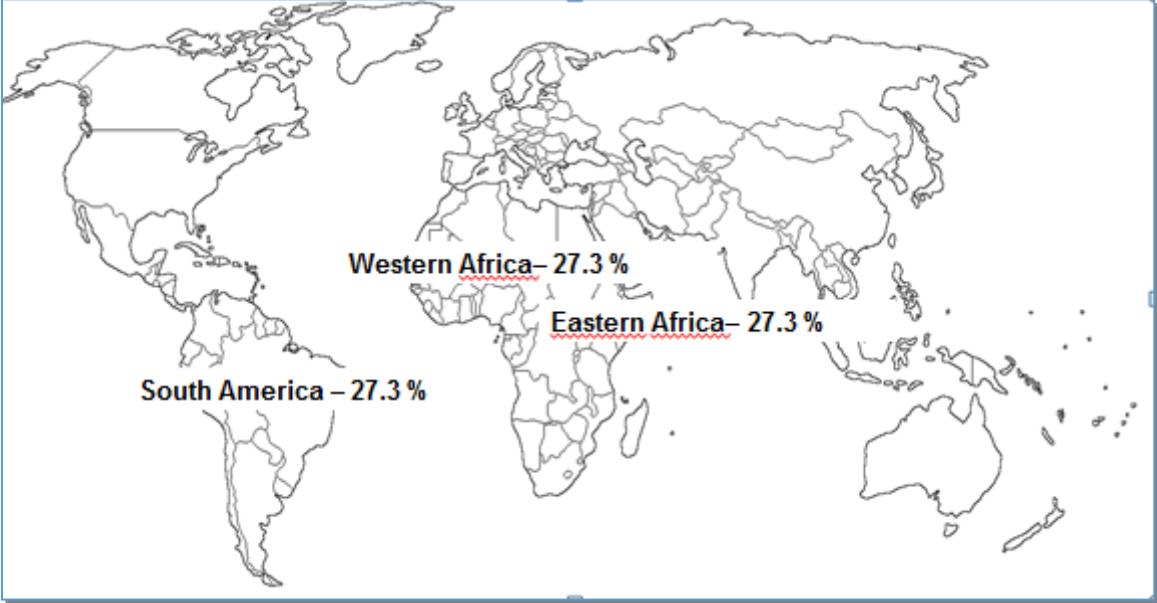 Western Africa– 27.3 %
Eastern Africa– 27.3 %
South America – 27.3 %